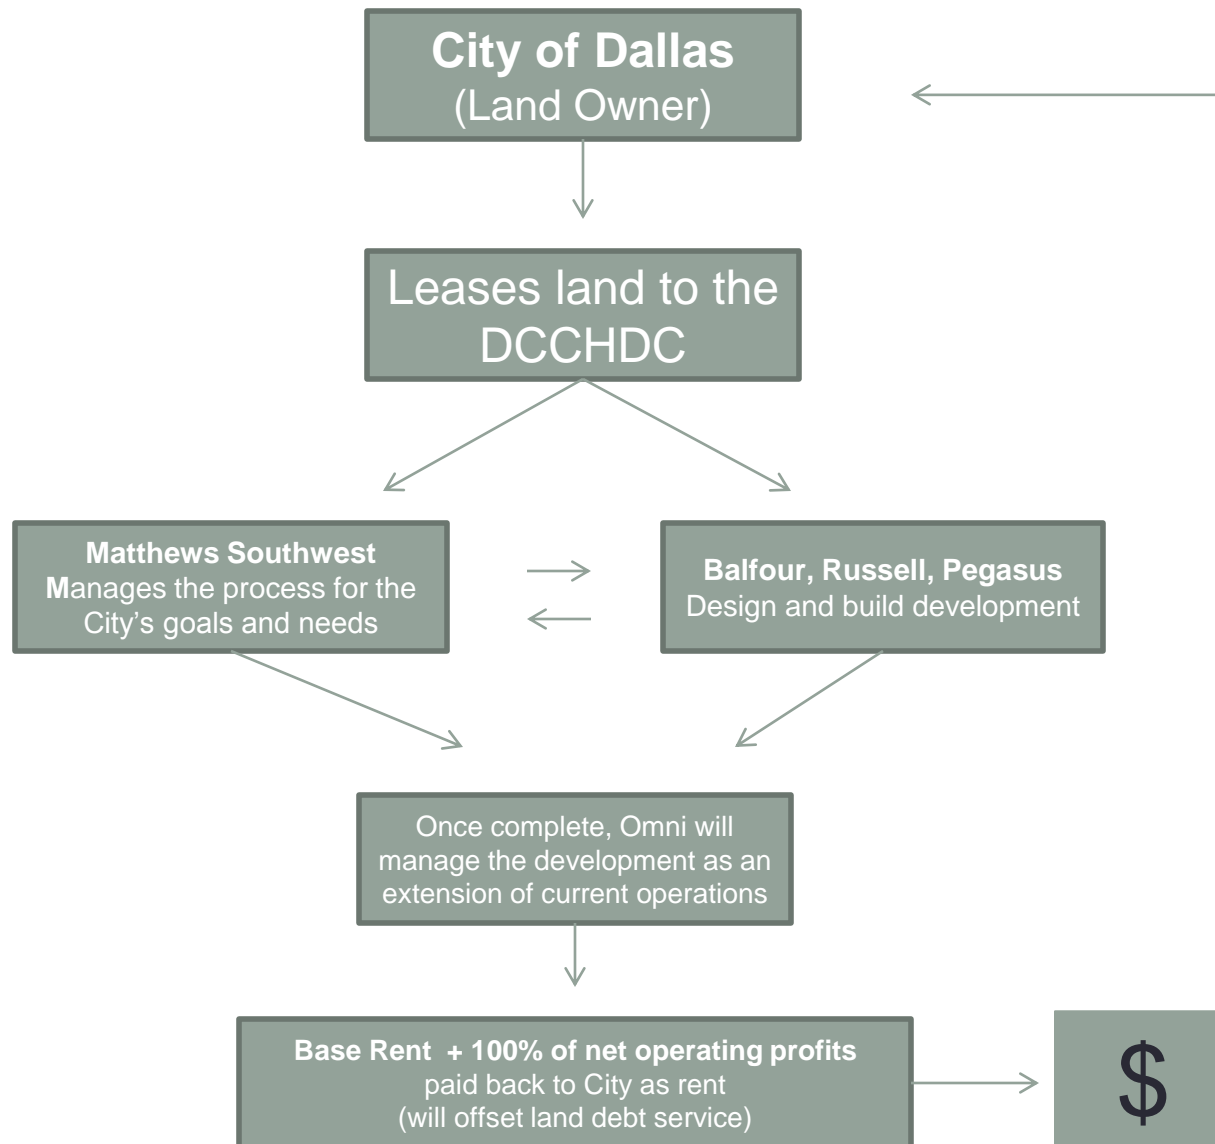 City of Dallas
(Land Owner)
Leases land to the
DCCHDC
Matthews Southwest
Manages the process for the
City’s goals and needs
Balfour, Russell, Pegasus
Design and build development
Once complete, Omni will
manage the development as an
extension of current operations
Base Rent + 100% of net operating profits
paid back to City as rent
(will offset land debt service)
$